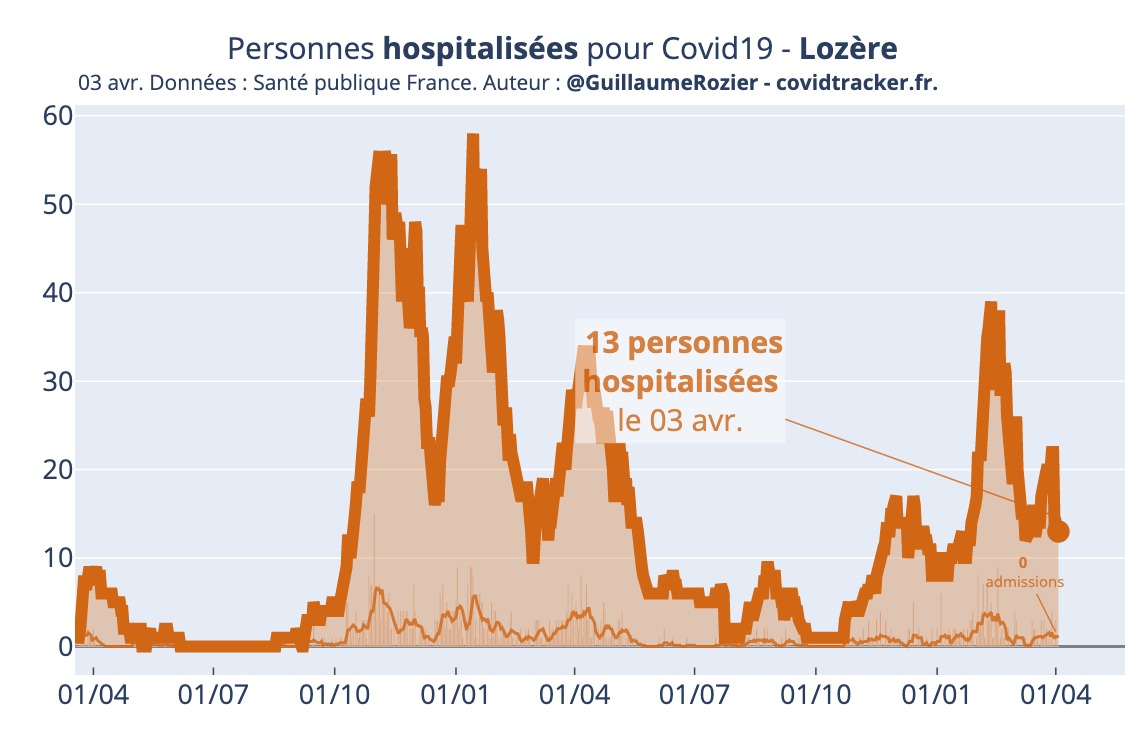 Personnes hospitalisées pour Covid19 - Lozère
03 avr. Données : Santé publique France. Auteur : @GuillaumeRozier - covidtracker.fr.
60
50
40
30
20
10
0
13 personnes
hospitalisées
le 03 avr.
0
admissions
01/04
01/07
01/10
01/01
01/04
01/07
01/10
01/01
01/04